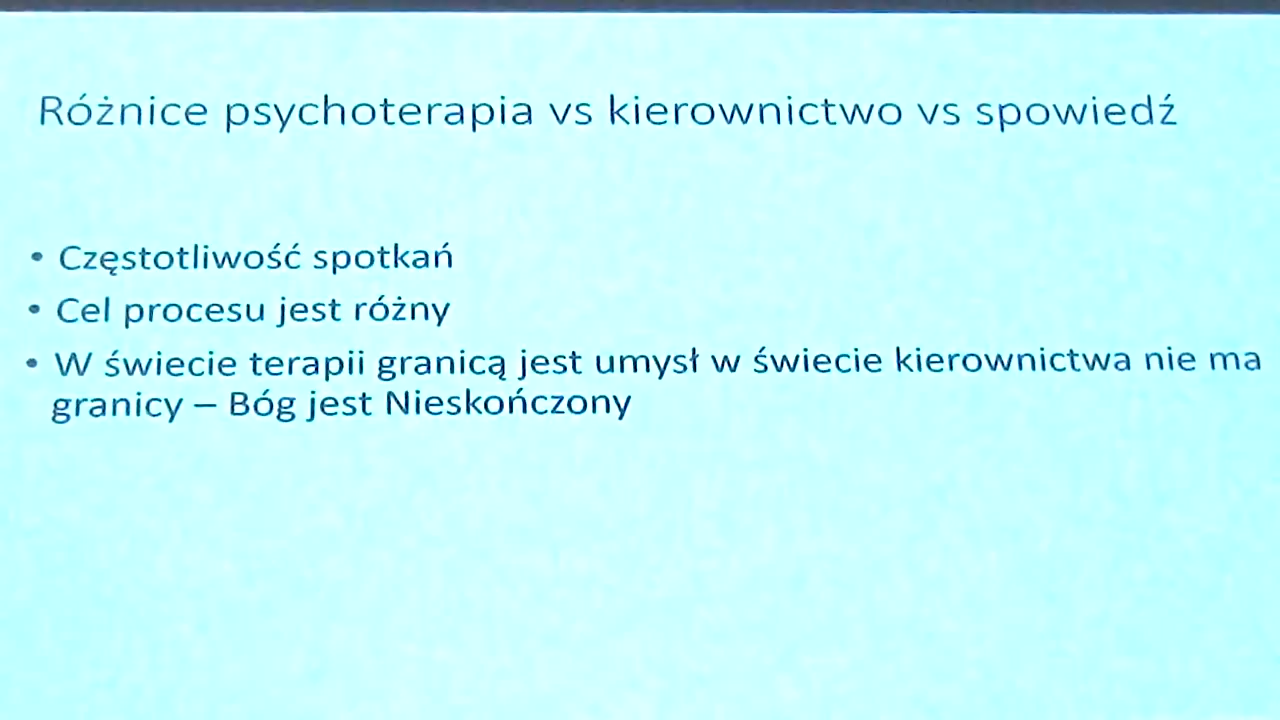 Różnice psychoterapia vs kierownictwo vs spowiedź
• Częstotliwość spotkań
• Cel procesu jest różny
• W świecie terapii granicą jest umysł w świecie kierownictwa nie ma
granicy – Bóg jest Nieskończony